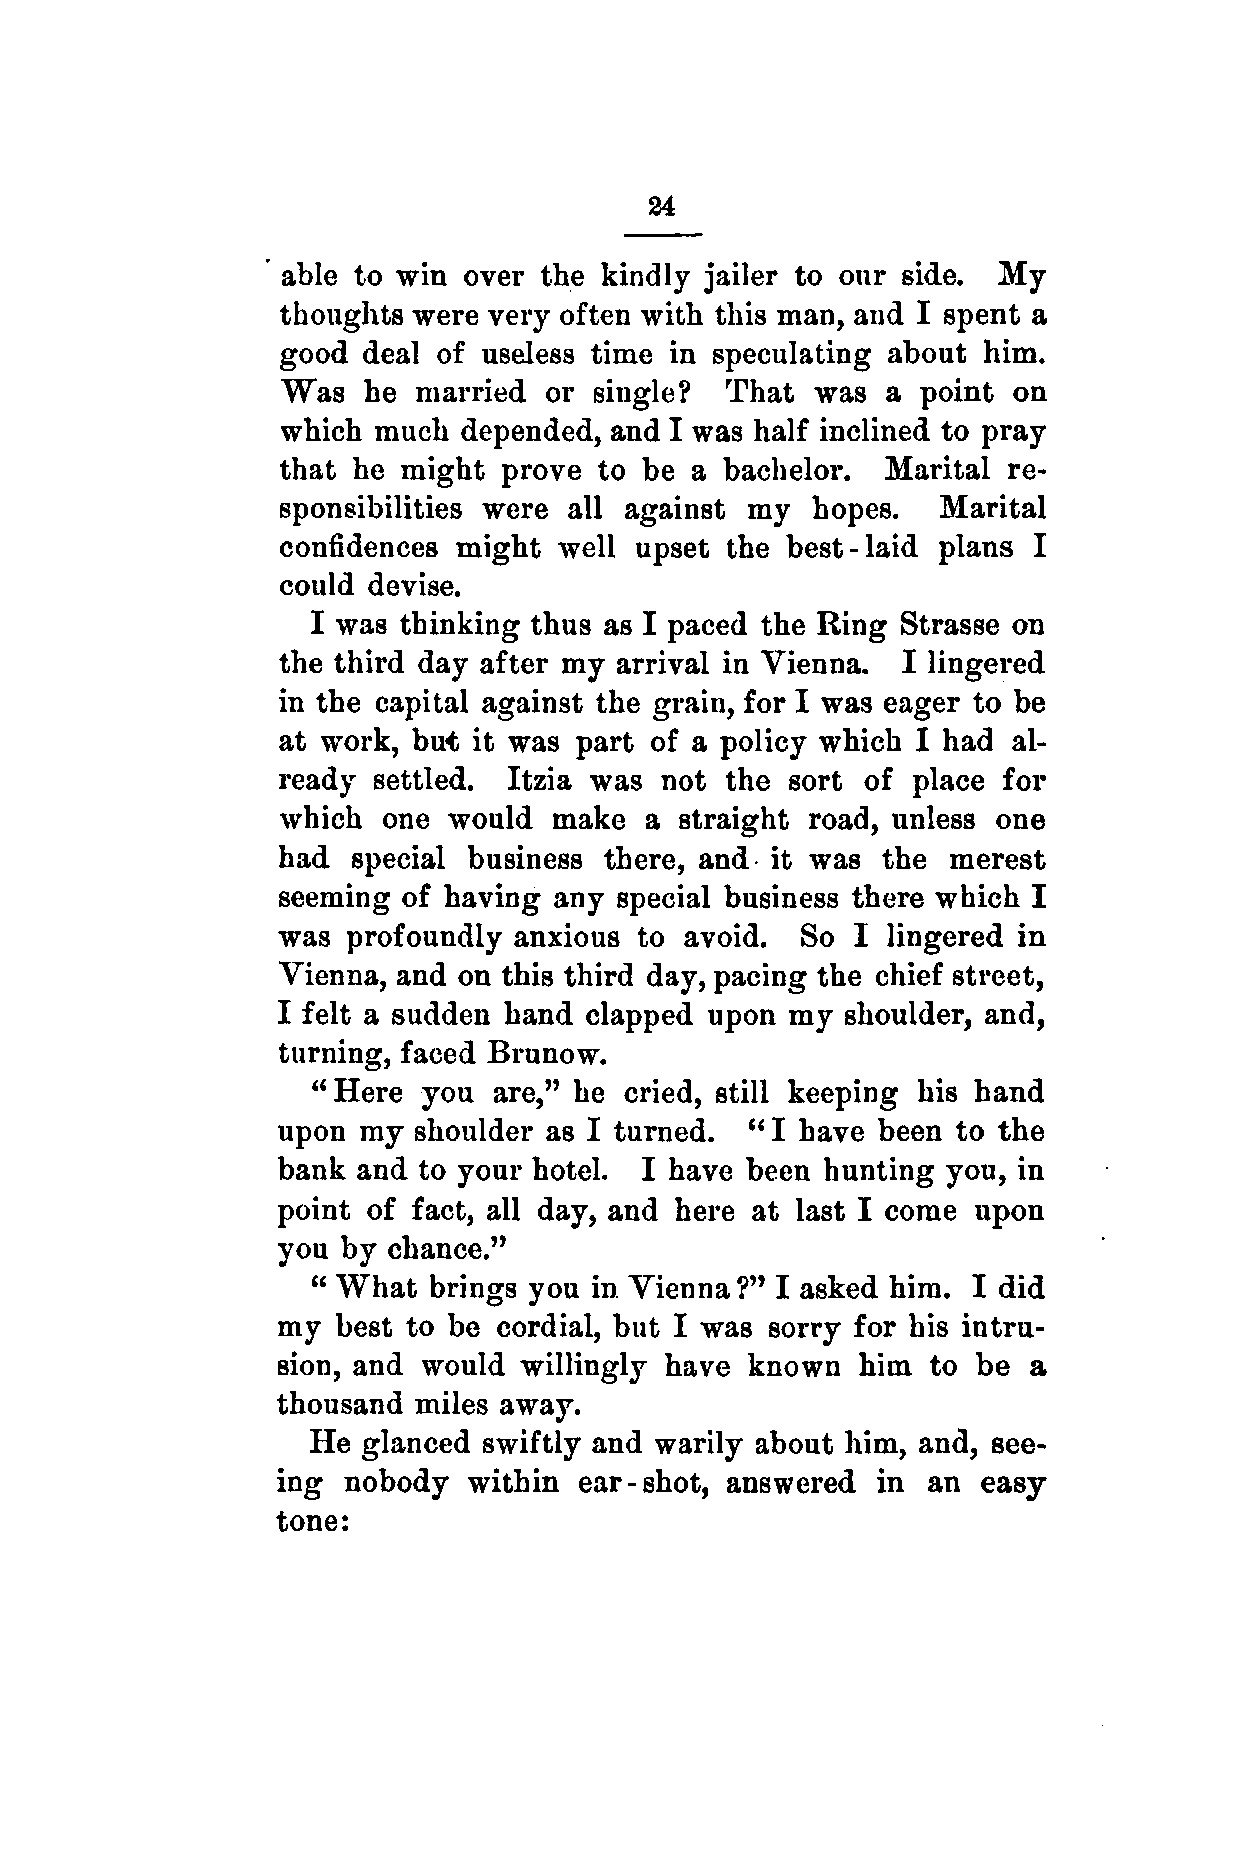 24
able to win over the kindly jailer to our side. My
thoughts were very often with this man, and I spent a
good deal of useless time in speculating about him.
Was he married or single? That was a point on
which much depended, and I was half inclined to pray
that he might prove to be a bachelor. Marital re-
sponsibilities were all against my hopes. Marital
confidences might well upset the best-laid plans I
could devise.
I was thinking thus as I paced the Ring Strasse on
the third day after my arrival in Vienna. I lingered
in the capital against the grain, for I was eager to be
at work, but it was part of a policy which I had al-
ready settled. Itzia was not the sort of place for
which one would make a straight road, unless one
had special business there, and it was the merest
seeming of having any special business there which I
was profoundly anxious to avoid. So I lingered in
Vienna, and on this third day, pacing the chief street,
I felt a sudden hand clapped upon my shoulder, and,
turning, faced Brunow.
"Here you are," he cried, still keeping his hand
upon my shoulder as I turned. "I have been to the
bank and to your hotel. I have been hunting you, in
point of fact, all day, and here at last I come upon
you by chance."
"What brings you in Vienna?" I asked him. I did
my best to be cordial, but I was sorry for his intru-
sion, and would willingly have known him to be a
thousand miles away.
He glanced swiftly and warily about him, and, see-
ing nobody within ear-shot, answered in an easy
tone: